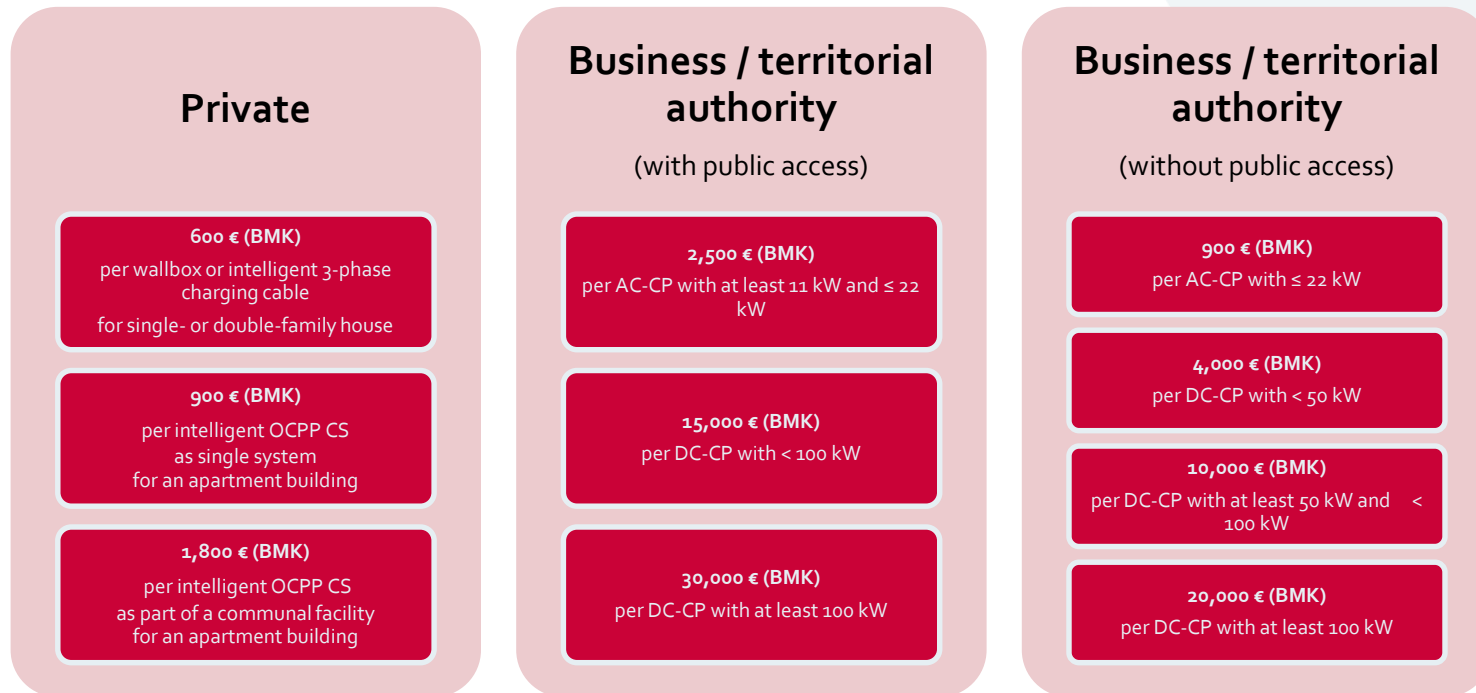 Private
600 € (BMK)
per wallbox or intelligent 3-phase
charging cable
for single- or double-family house
900 € (BMK)
per intelligent OCPP CS
as single system
for an apartment building
1,800 € (BMK)
per intelligent OCPP CS
as part of a communal facility
for an apartment building
Business / territorial
authority
(with public access)
2,500 € (BMK)
per AC-CP with at least 11 kW and ≤ 22
kW
15,000 € (BMK)
per DC-CP with < 100 kW
30,000 € (BMK)
per DC-CP with at least 100 kW
Business / territorial
authority
(without public access)
900 € (BMK)
per AC-CP with ≤ 22 kW
4,000 € (BMK)
per DC-CP with < 50 kW
10,000 € (BMK)
per DC-CP with at least 50 kW and <
100 kW
20,000 € (BMK)
per DC-CP with at least 100 kW